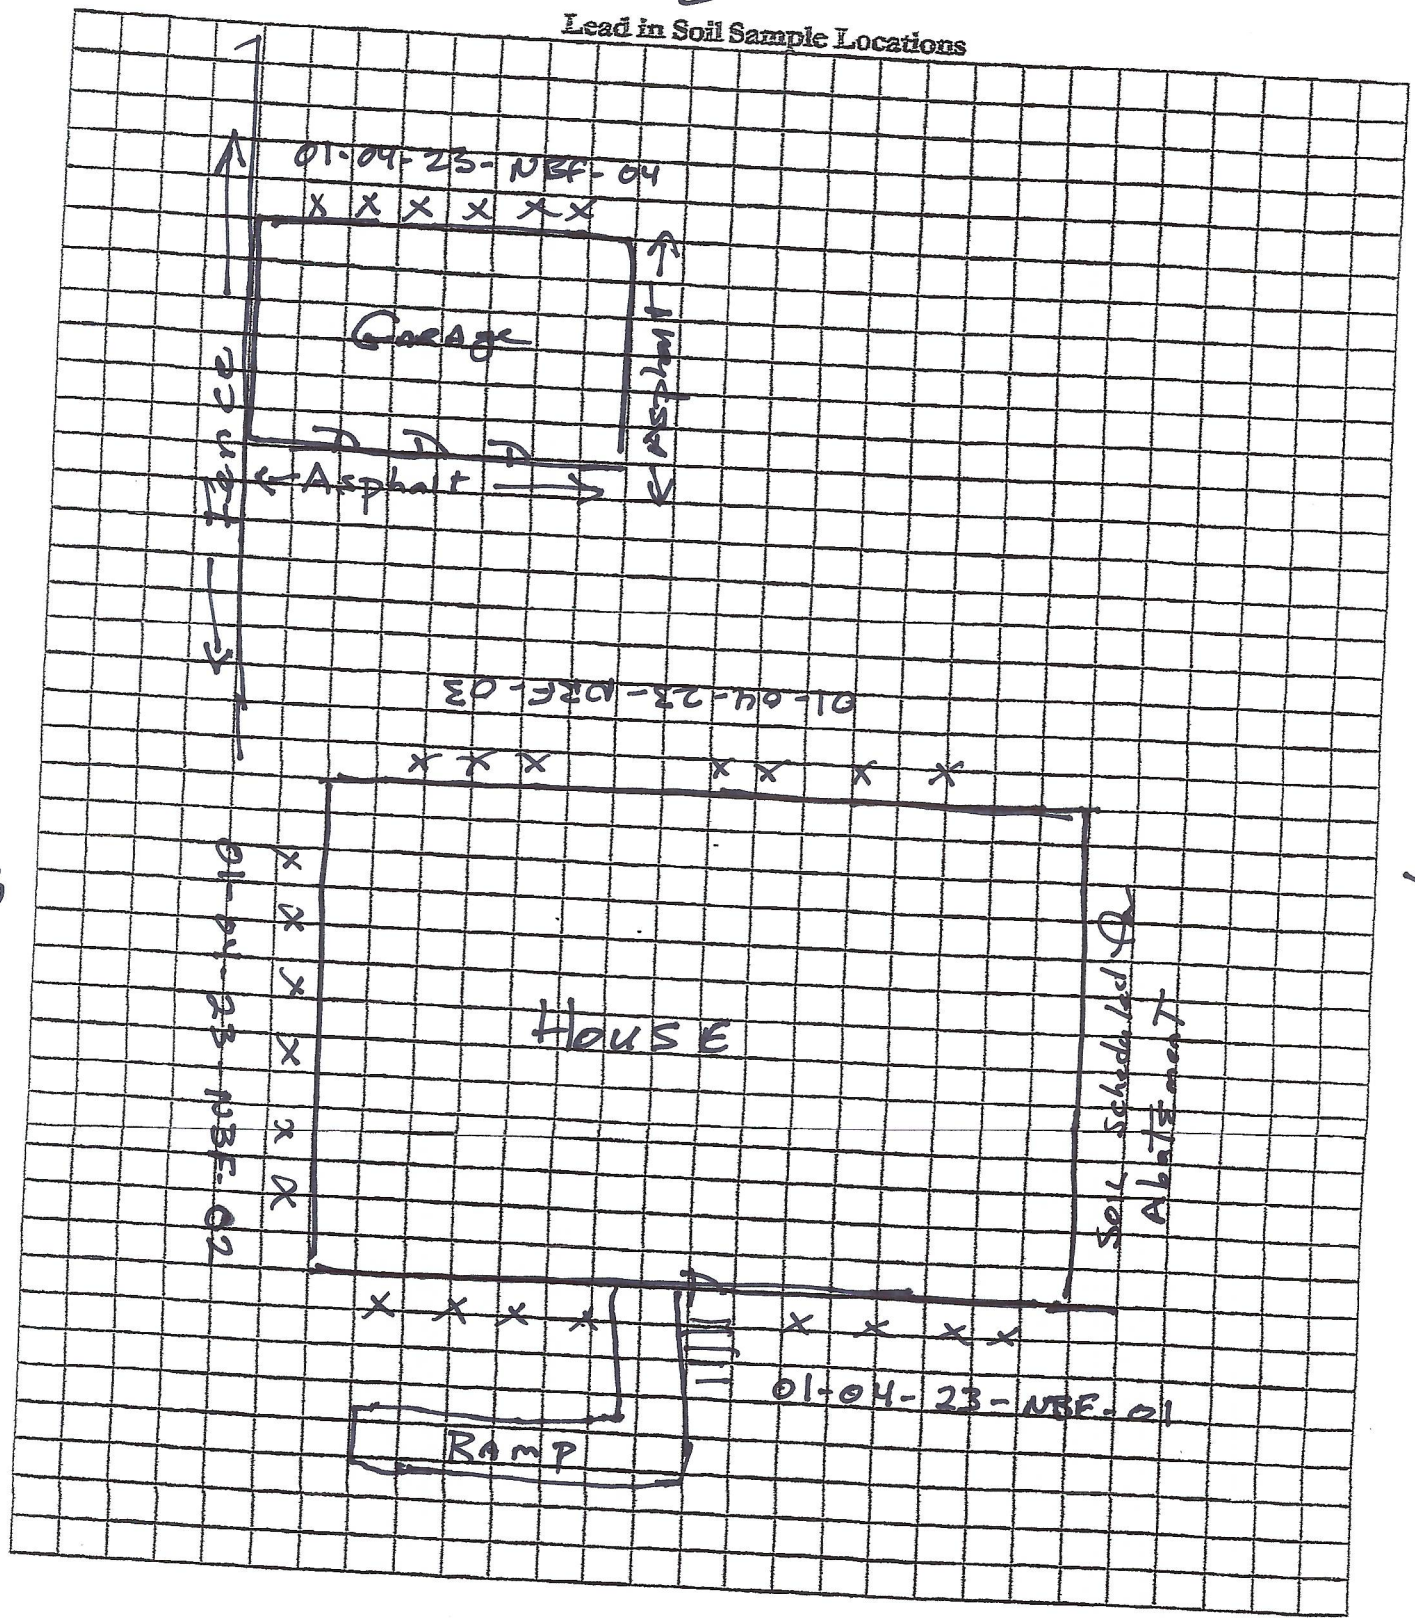 Lead in Soil Sample Locations
01-04-23-NBF-04
x x x x x x
Garage
Fence
Asphalt
D D D
Asphalt
01-04-23-NBF-03
x x x x x x x
x x x x x x
01-04-23-NBF-02
HOUSE
Soil Scheduled
AbatEmenT
D
x x x x x x x x
01-04-23-NBF-01
RAMP